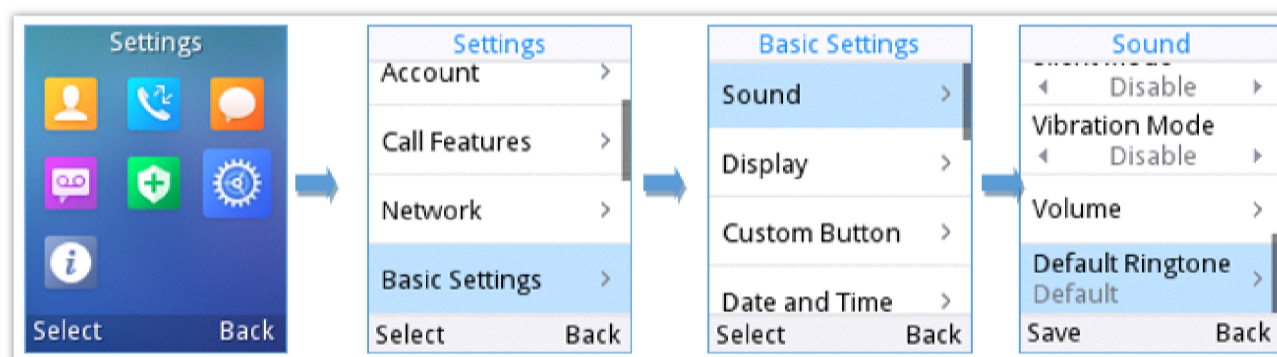 Settings
Select Back
Settings
Account
Call Features
Network
Basic Settings
Select Back
Basic Settings
Sound
Display
Custom Button
Date and Time
Select Back
Sound
Disable
Vibration Mode
Disable
Volume
Default Ringtone
Default
Save Back